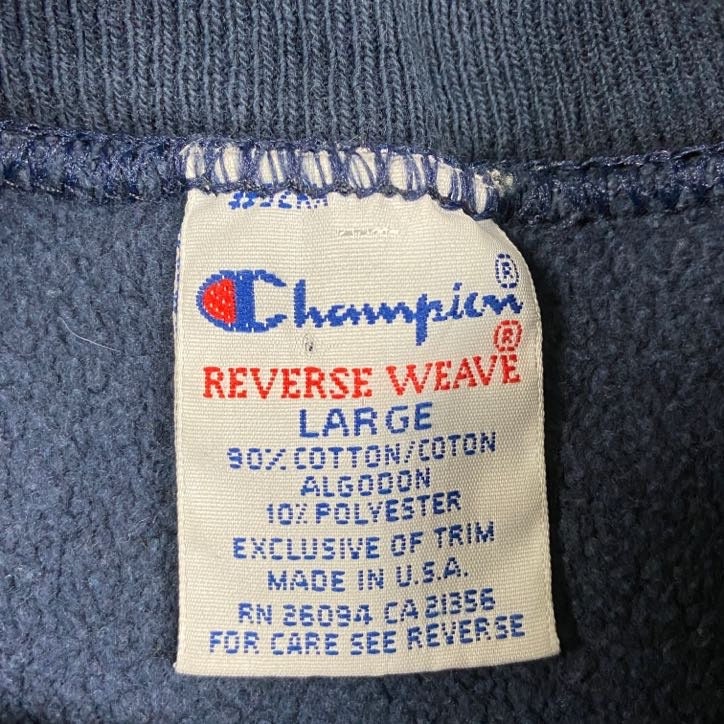 Champion®
REVERSE WEAVE®
LARGE
90% COTTON/COTON
ALGODON
10% POLYESTER
EXCLUSIVE OF TRIM
MADE IN U.S.A.
RN 26094 CA 21356
FOR CARE SEE REVERSE